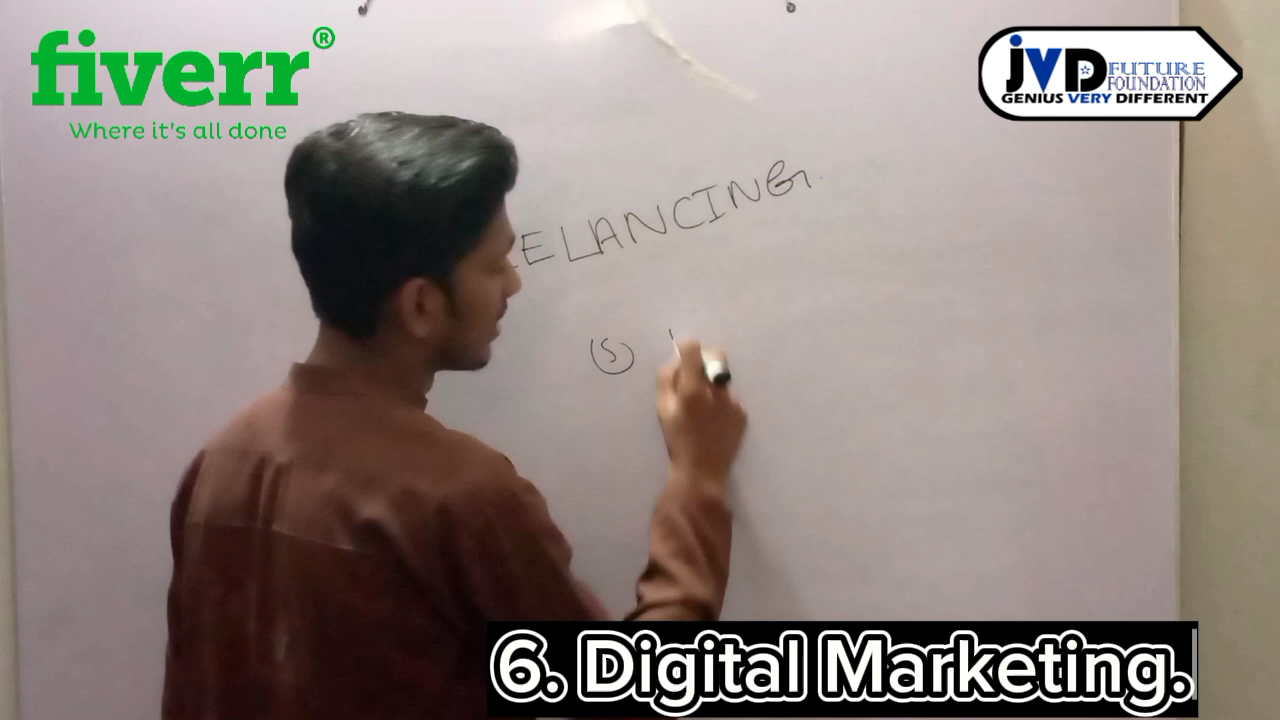 fiverr®
Where it's all done
JVD FUTURE FOUNDATION
GENIUS VERY DIFFERENT
ELANCING.
(5)
6. Digital Marketing.